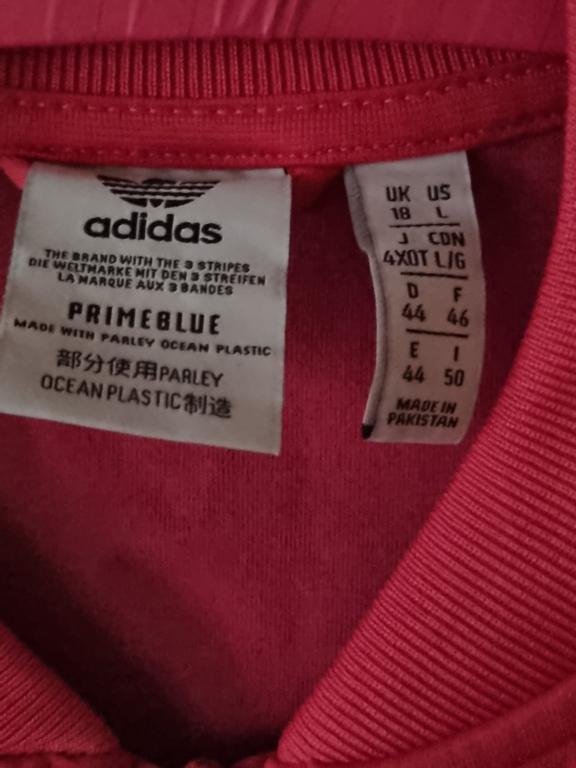 adidas
THE BRAND WITH THE 3 STRIPES
DIE WELTMARKE MIT DEN 3 STREIFEN
LA MARQUE AUX 3 BANDES
PRIMEBLUE
MADE WITH PARLEY OCEAN PLASTIC
部分使用PARLEY
OCEAN PLASTIC制造
UK US
18 L
J CDN
4XOT L/G
D F
44 46
E I
44 50
MADE IN
PAKISTAN